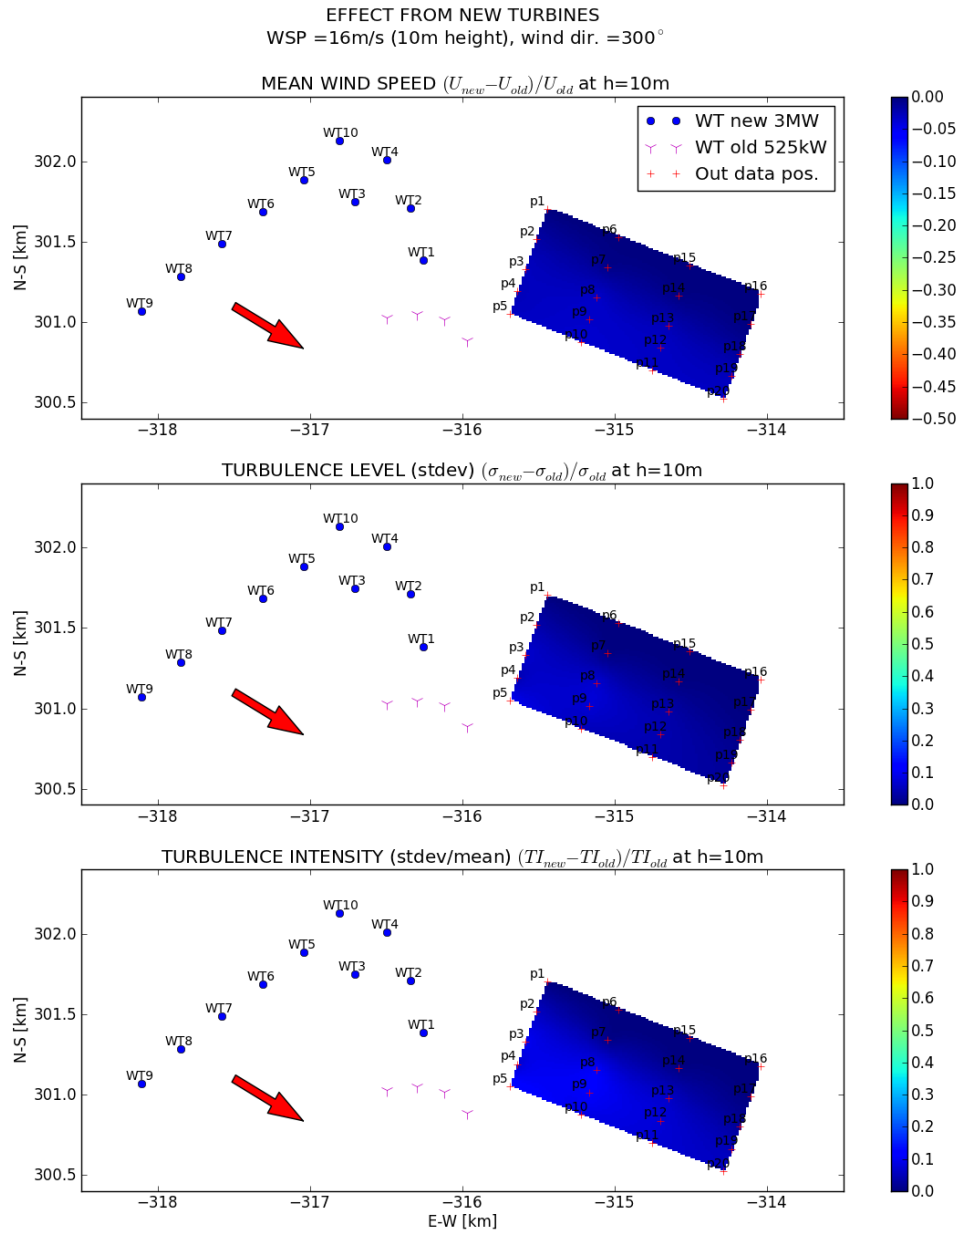 EFFECT FROM NEW TURBINES
WSP =16m/s (10m height), wind dir. =300°
MEAN WIND SPEED (U_new−U_old)/U_old at h=10m
N-S [km]
302.0
301.5
301.0
300.5
−318
−317
−316
−315
−314
WT10
WT4
WT5
WT3
WT2
WT6
WT7
WT1
WT8
WT9
WT new 3MW
WT old 525kW
Out data pos.
p1
p2
p3
p4
p5
p6
p7
p8
p9
p10
p11
p12
p13
p14
p15
p16
p18
p19
p20
0.00
−0.05
−0.10
−0.15
−0.20
−0.25
−0.30
−0.35
−0.40
−0.45
−0.50
TURBULENCE LEVEL (stdev) (σ_new−σ_old)/σ_old at h=10m
N-S [km]
302.0
301.5
301.0
300.5
−318
−317
−316
−315
−314
WT10
WT4
WT5
WT3
WT2
WT6
WT7
WT1
WT8
WT9
p1
p2
p3
p4
p5
p6
p7
p8
p9
p10
p11
p12
p13
p14
p15
p16
p18
p19
p20
1.0
0.9
0.8
0.7
0.6
0.5
0.4
0.3
0.2
0.1
0.0
TURBULENCE INTENSITY (stdev/mean) (TI_new−TI_old)/TI_old at h=10m
N-S [km]
302.0
301.5
301.0
300.5
−318
−317
−316
−315
−314
E-W [km]
WT10
WT4
WT5
WT3
WT2
WT6
WT7
WT1
WT8
WT9
p1
p2
p3
p4
p5
p6
p7
p8
p9
p10
p11
p12
p13
p14
p15
p16
p18
p19
p20
1.0
0.9
0.8
0.7
0.6
0.5
0.4
0.3
0.2
0.1
0.0